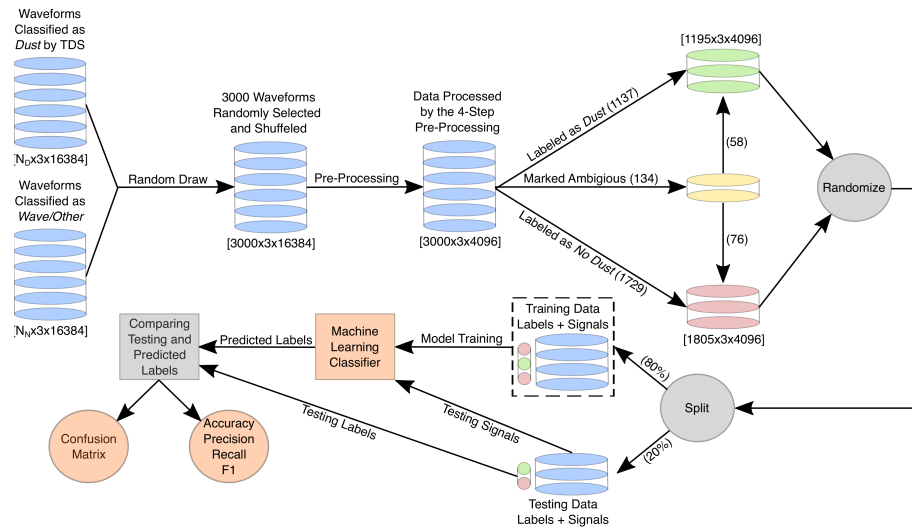 Waveforms
Classified as
Dust by TDS
[N_Dx3x16384]
Waveforms
Classified as
Wave/Other
[N_Nx3x16384]
Random Draw
3000 Waveforms
Randomly Selected
and Shuffeled
[3000x3x16384]
Pre-Processing
Data Processed
by the 4-Step
Pre-Processing
[3000x3x4096]
Labeled as Dust (1137)
Marked Ambigious (134)
Labeled as No Dust (1729)
[1195x3x4096]
(58)
(76)
[1805x3x4096]
Randomize
Split
(80%)
(20%)
Training Data
Labels + Signals
Model Training
Testing Data
Labels + Signals
Testing Signals
Testing Labels
Machine
Learning
Classifier
Predicted Labels
Comparing
Testing and
Predicted
Labels
Confusion
Matrix
Accuracy
Precision
Recall
F1